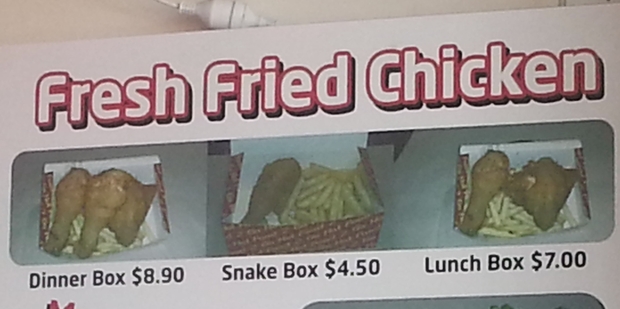 Fresh Fried Chicken
Dinner Box $8.90 Snake Box $4.50 Lunch Box $7.00